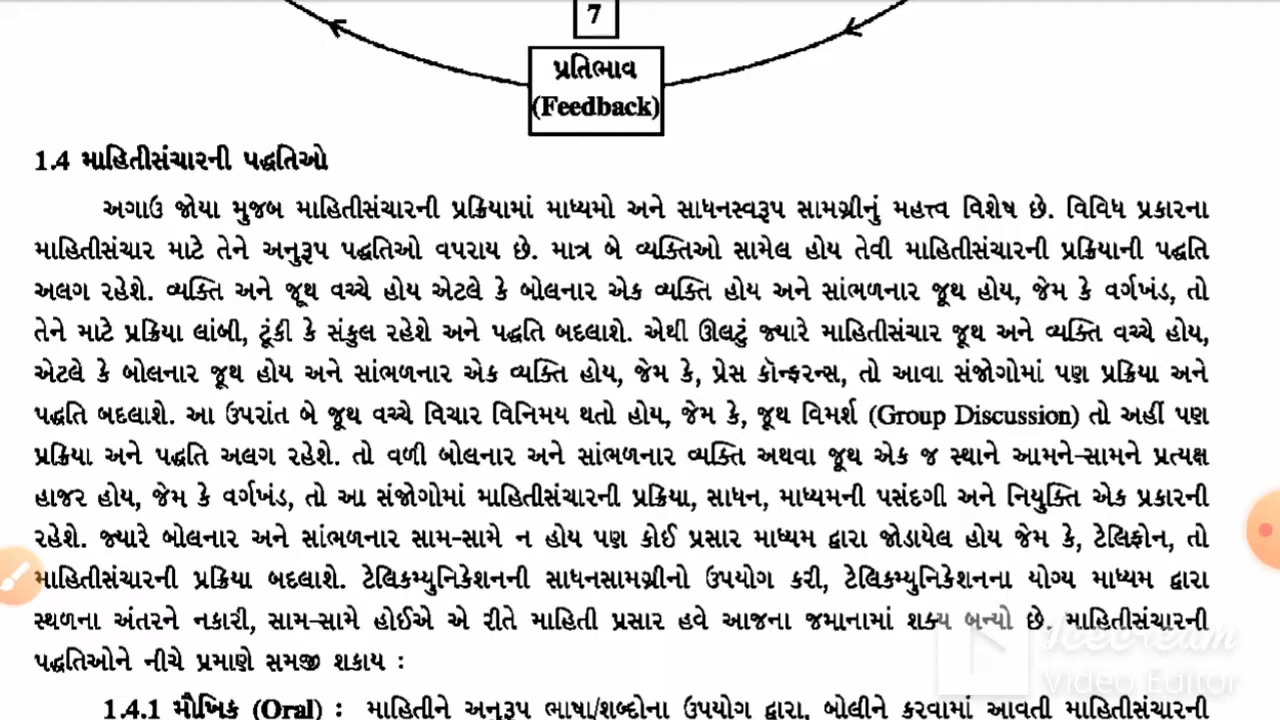 7
પ્રતિભાવ
(Feedback)
1.4 માહિતીસંચારની પદ્ધતિઓ
અગાઉ જોયા મુજબ માહિતીસંચારની પ્રક્રિયામાં માધ્યમો અને સાધનસ્વરૂપ સામગ્રીનું મહત્ત્વ વિશેષ છે. વિવિધ પ્રકારના
માહિતીસંચાર માટે તેને અનુરૂપ પદ્ધતિઓ વપરાય છે. માત્ર બે વ્યક્તિઓ સામેલ હોય તેવી માહિતીસંચારની પ્રક્રિયાની પદ્ધતિ
અલગ રહેશે. વ્યક્તિ અને જૂથ વચ્ચે હોય એટલે કે બોલનાર એક વ્યક્તિ હોય અને સાંભળનાર જૂથ હોય, જેમ કે વર્ગખંડ, તો
તેને માટે પ્રક્રિયા લાંબી, ટૂંકી કે સંકુલ રહેશે અને પદ્ધતિ બદલાશે. એથી ઊલટું જ્યારે માહિતીસંચાર જૂથ અને વ્યક્તિ વચ્ચે હોય,
એટલે કે બોલનાર જૂથ હોય અને સાંભળનાર એક વ્યક્તિ હોય, જેમ કે, પ્રેસ કૉન્ફરન્સ, તો આવા સંજોગોમાં પણ પ્રક્રિયા અને
પદ્ધતિ બદલાશે. આ ઉપરાંત બે જૂથ વચ્ચે વિચાર વિનિમય થતો હોય, જેમ કે, જૂથ વિમર્શ (Group Discussion) તો અહીં પણ
પ્રક્રિયા અને પદ્ધતિ અલગ રહેશે. તો વળી બોલનાર અને સાંભળનાર વ્યક્તિ અથવા જૂથ એક જ સ્થાને આમને-સામને પ્રત્યક્ષ
હાજર હોય, જેમ કે વર્ગખંડ, તો આ સંજોગોમાં માહિતીસંચારની પ્રક્રિયા, સાધન, માધ્યમની પસંદગી અને નિયુક્તિ એક પ્રકારની
રહેશે. જ્યારે બોલનાર અને સાંભળનાર સામ-સામે ન હોય પણ કોઈ પ્રસાર માધ્યમ દ્વારા જોડાયેલ હોય જેમ કે, ટેલિફોન, તો
માહિતીસંચારની પ્રક્રિયા બદલાશે. ટેલિકમ્યુનિકેશનની સાધનસામગ્રીનો ઉપયોગ કરી, ટેલિકમ્યુનિકેશનના યોગ્ય માધ્યમ દ્વારા
સ્થળના અંતરને નકારી, સામ-સામે હોઈએ એ રીતે માહિતી પ્રસાર હવે આજના જમાનામાં શક્ય બન્યો છે. માહિતીસંચારની
પદ્ધતિઓને નીચે પ્રમાણે સમજી શકાય :
1.4.1 મૌખિક (Oral) : માહિતીને અનુરૂપ ભાષા/શબ્દોના ઉપયોગ દ્વારા, બોલીને કરવામાં આવતી માહિતીસંચારની
Icecream
Video Editor